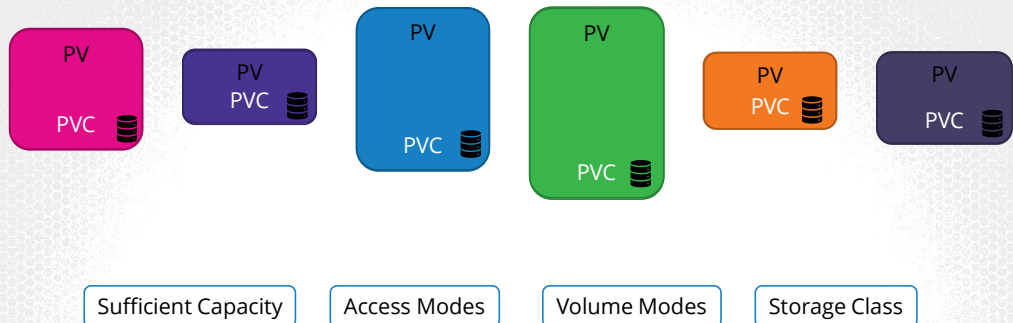 PV
PVC
PV
PVC
PV
PVC
PV
PVC
PV
PVC
PV
PVC
Sufficient Capacity
Access Modes
Volume Modes
Storage Class